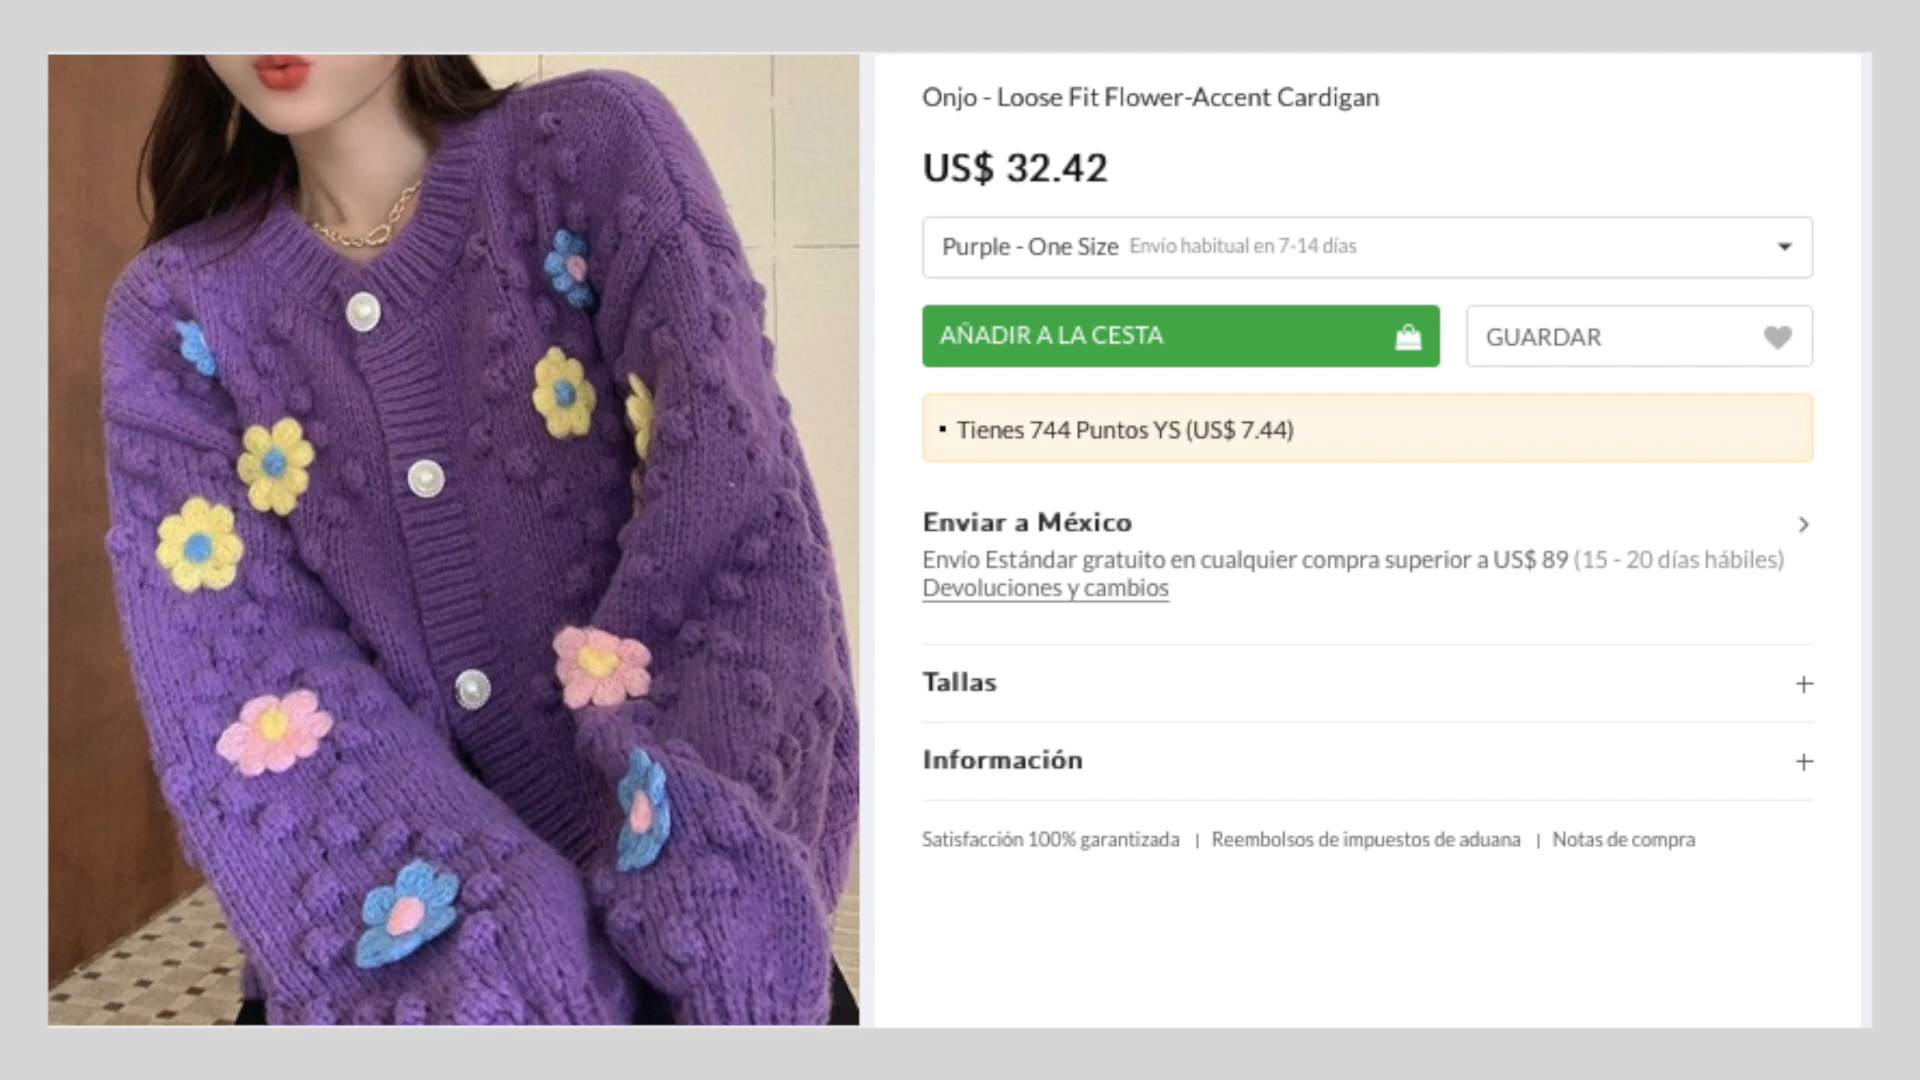 Onjo - Loose Fit Flower-Accent Cardigan
US$ 32.42
Purple - One Size Envío habitual en 7-14 días
AÑADIR A LA CESTA
GUARDAR
▪ Tienes 744 Puntos YS (US$ 7.44)
Enviar a México
Envío Estándar gratuito en cualquier compra superior a US$ 89 (15 - 20 días hábiles)
Devoluciones y cambios
Tallas
Información
Satisfacción 100% garantizada | Reembolsos de impuestos de aduana | Notas de compra